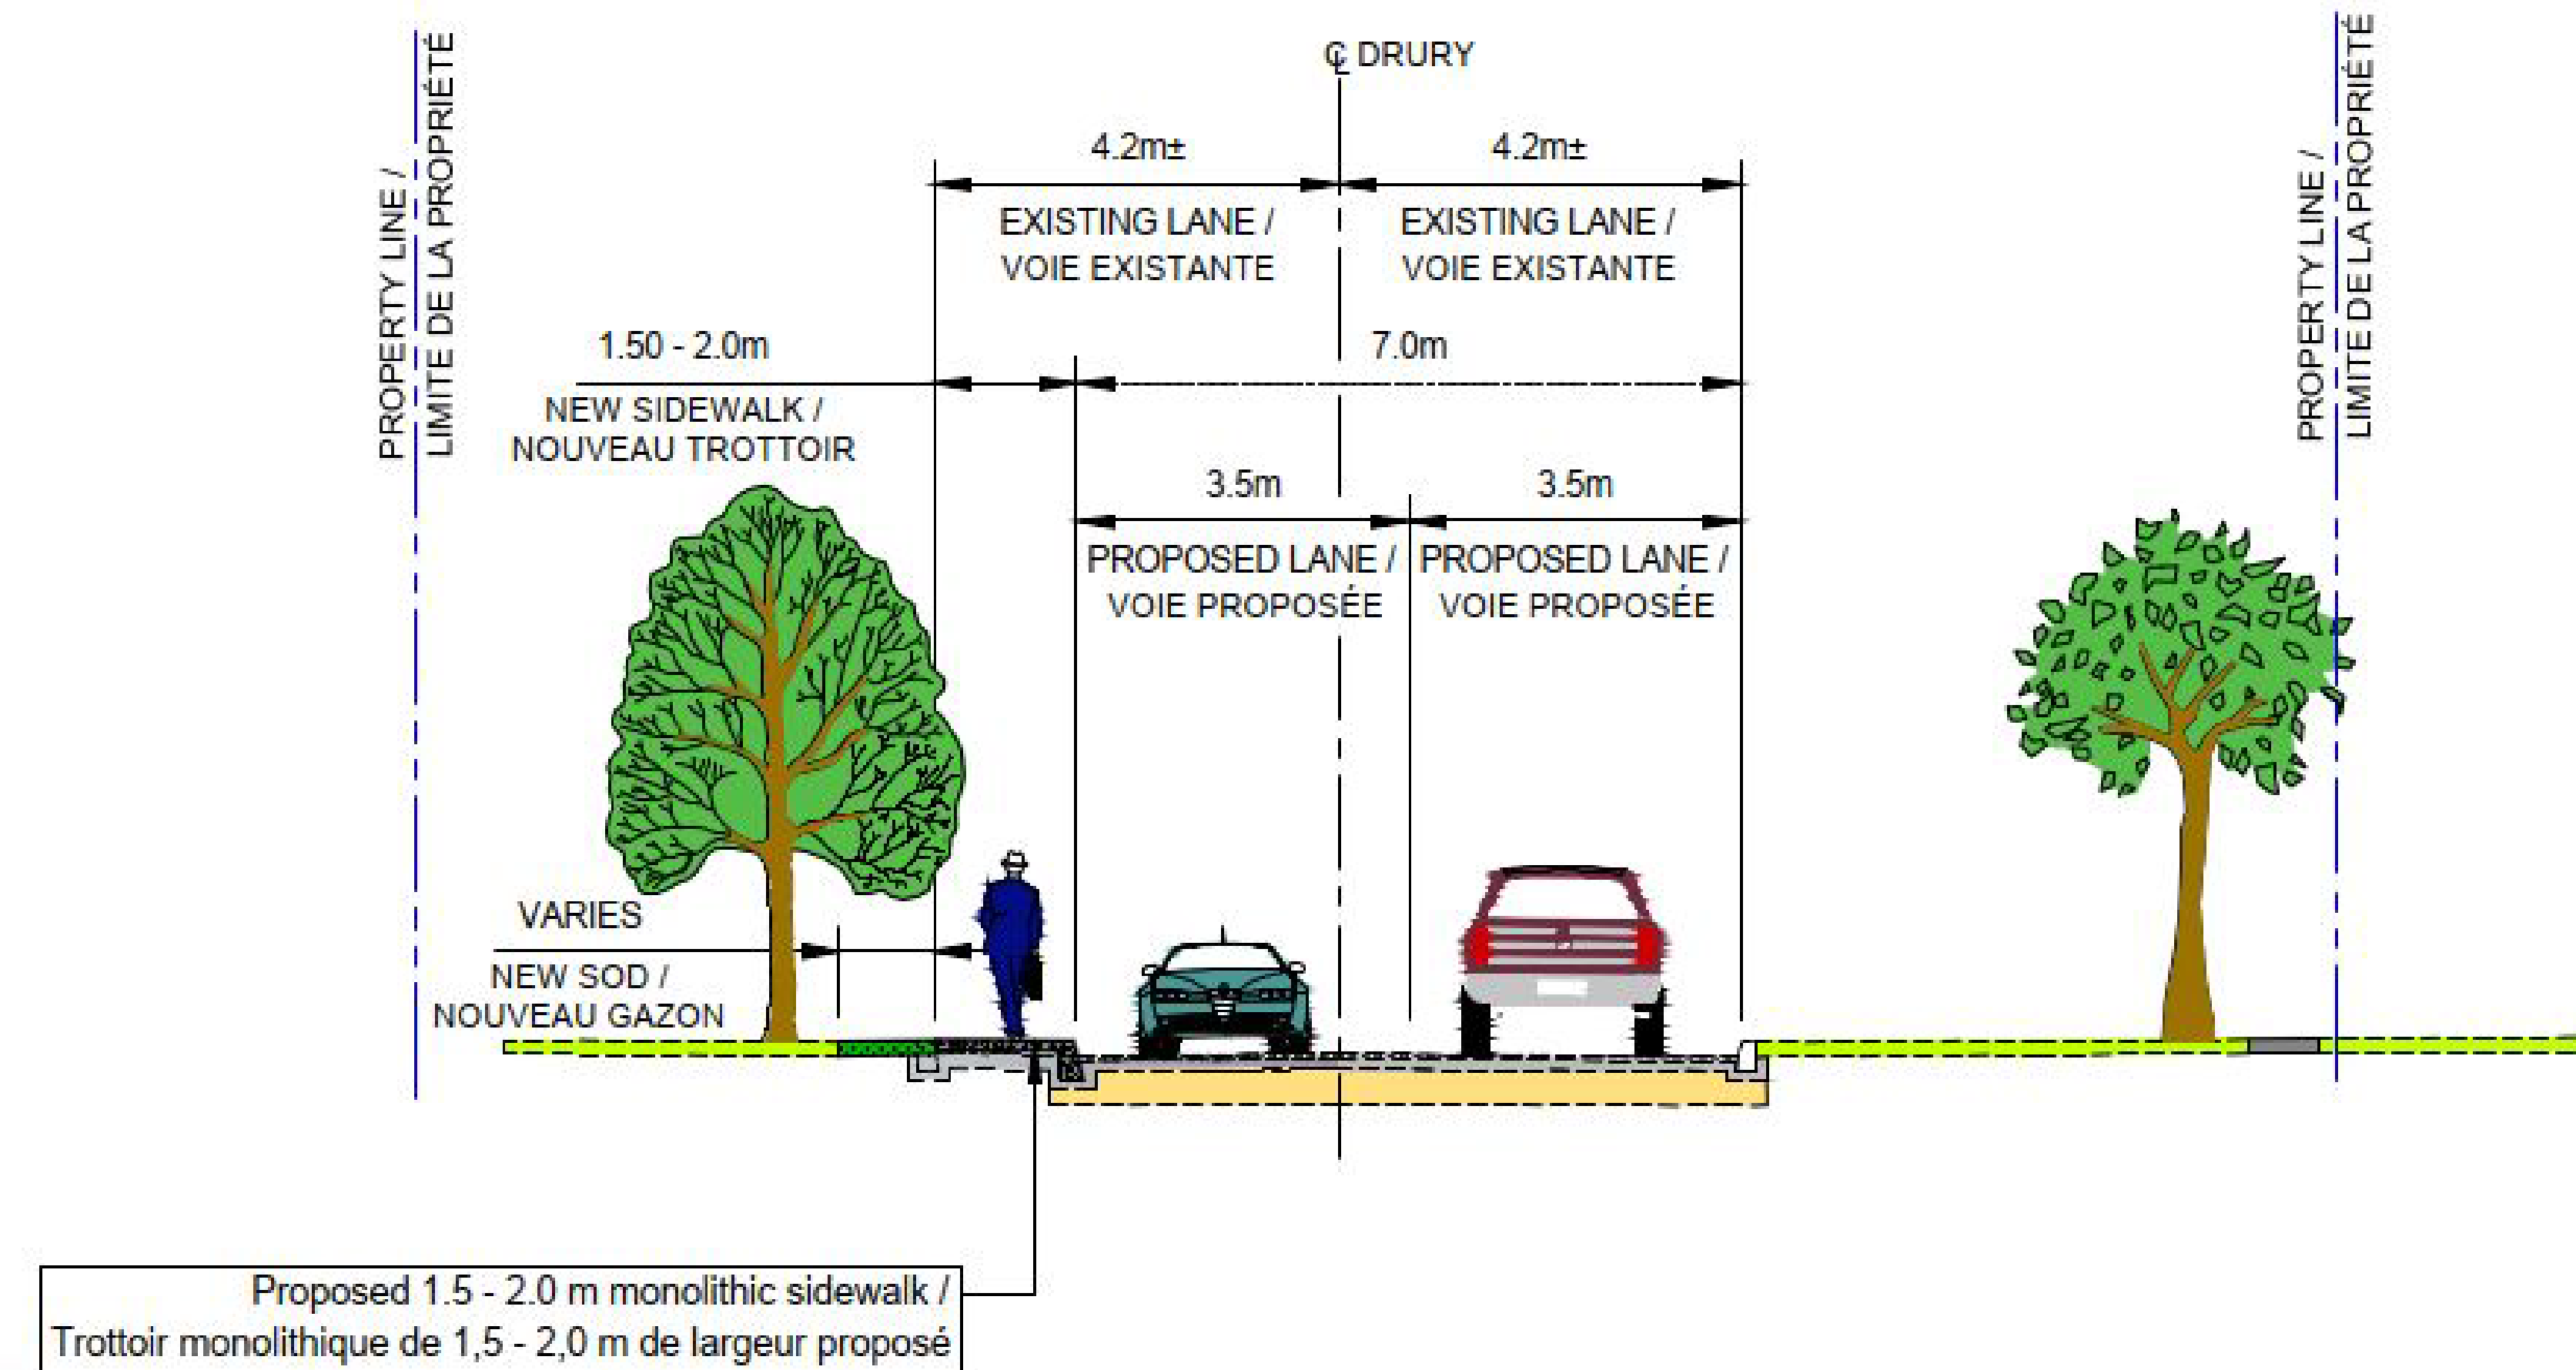 PROPERTY LINE /
LIMITE DE LA PROPRIÉTÉ
℄ DRURY
4.2m±
4.2m±
EXISTING LANE /
VOIE EXISTANTE
EXISTING LANE /
VOIE EXISTANTE
PROPERTY LINE /
LIMITE DE LA PROPRIÉTÉ
1.50 - 2.0m
NEW SIDEWALK /
NOUVEAU TROTTOIR
7.0m
3.5m
3.5m
PROPOSED LANE /
VOIE PROPOSÉE
PROPOSED LANE /
VOIE PROPOSÉE
VARIES
NEW SOD /
NOUVEAU GAZON
Proposed 1.5 - 2.0 m monolithic sidewalk /
Trottoir monolithique de 1,5 - 2,0 m de largeur proposé